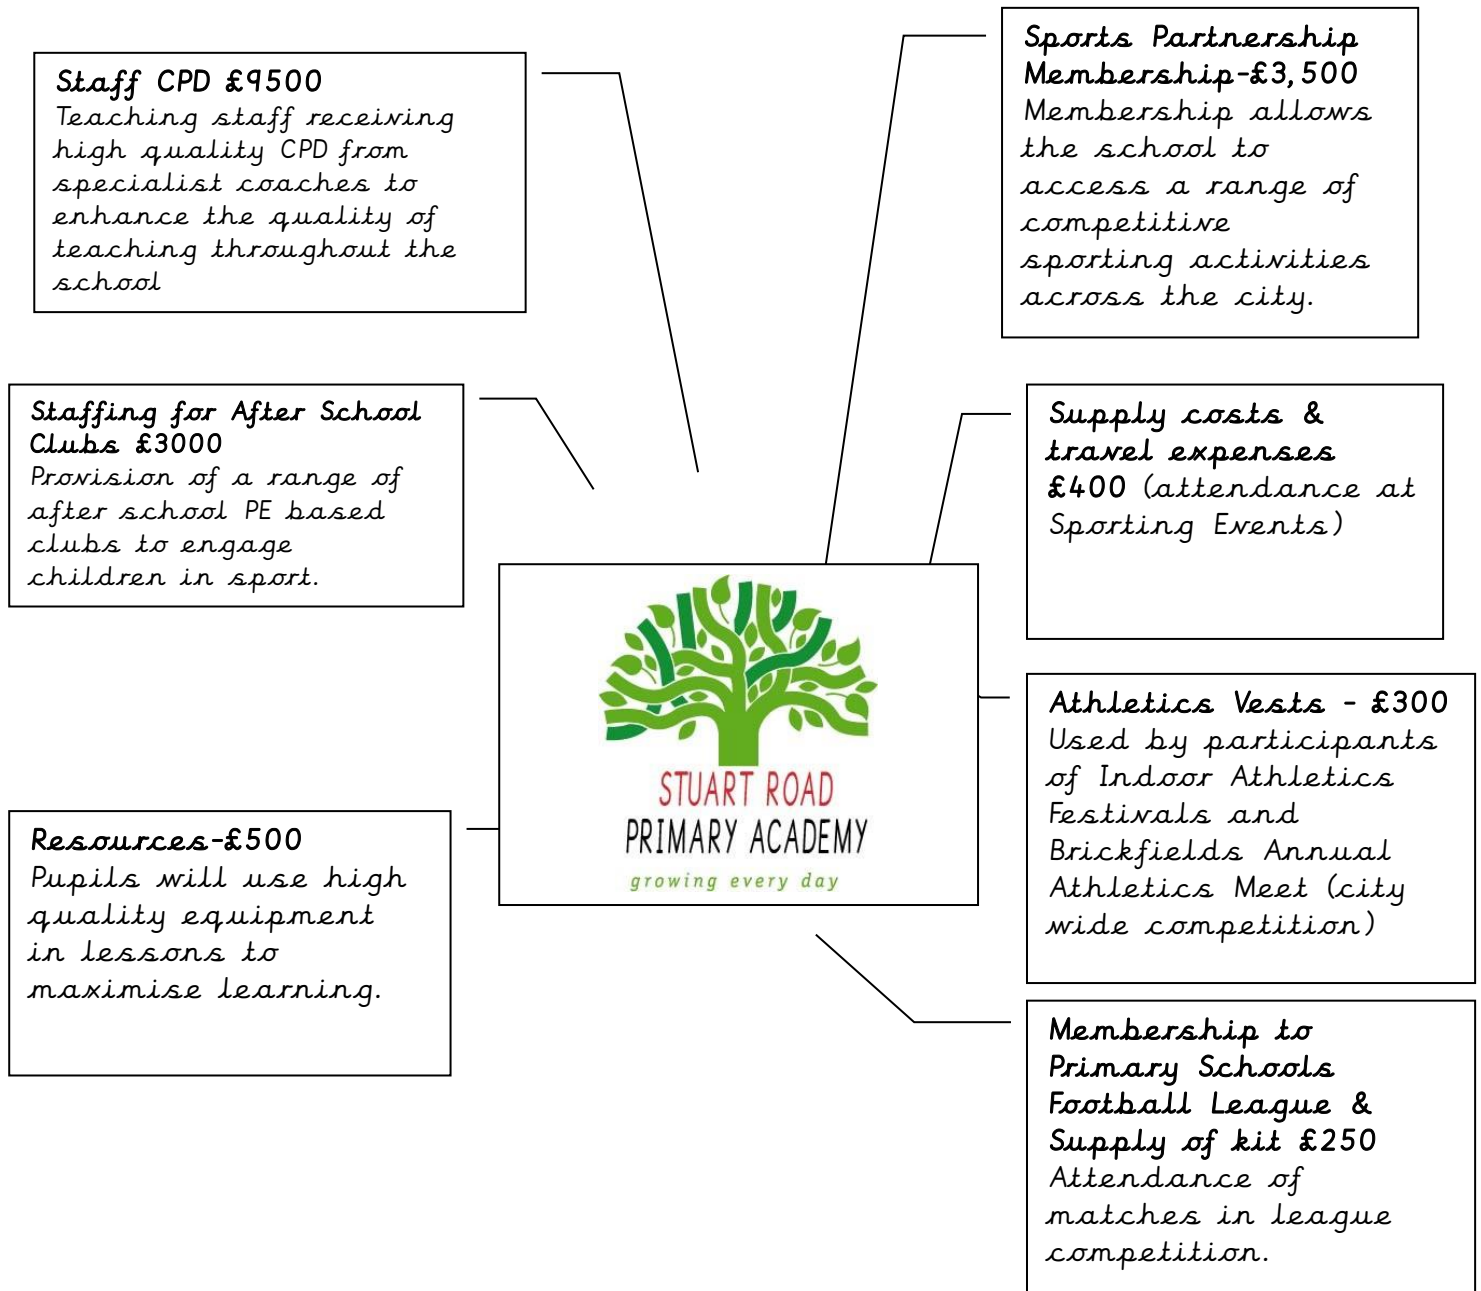 Staff CPD £9500
Teaching staff receiving
high quality CPD from
specialist coaches to
enhance the quality of
teaching throughout the
school
Staffing for After School
Clubs £3000
Provision of a range of
after school PE based
clubs to engage
children in sport.
Resources-£500
Pupils will use high
quality equipment
in lessons to
maximise learning.
STUART ROAD
PRIMARY ACADEMY
growing every day
Sports Partnership
Membership-£3,500
Membership allows
the school to
access a range of
competitive
sporting activities
across the city.
Supply costs &
travel expenses
£400 (attendance at
Sporting Events)
Athletics Vests - £300
Used by participants
of Indoor Athletics
Festivals and
Brickfields Annual
Athletics Meet (city
wide competition)
Membership to
Primary Schools
Football League &
Supply of kit £250
Attendance of
matches in league
competition.